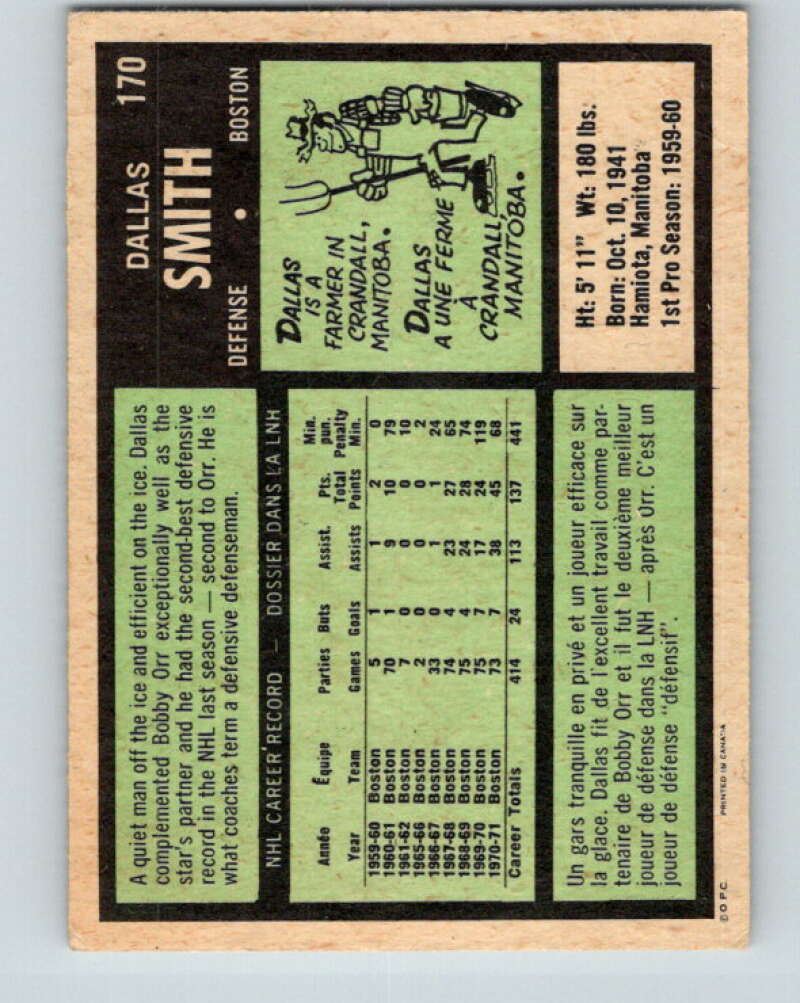 DALLAS 170
SMITH
DEFENSE • BOSTON
A quiet man off the ice and efficient on the ice. Dallas
complemented Bobby Orr exceptionally well as the
star's partner and he had the second-best defensive
record in the NHL last season — second to Orr. He is
what coaches term a defensive defenseman.
DALLAS
IS A
FARMER IN
CRANDALL,
MANITOBA.
DALLAS
A UNE FERME
À
CRANDALL,
MANITOBA.
Ht: 5' 11" Wt: 180 lbs.
Born: Oct. 10, 1941
Hamiota, Manitoba
1st Pro Season: 1959-60
NHL CAREER RECORD — DOSSIER DANS LA LNH
Année Équipe Parties Buts Assist. Pts. Min. pun.
Year Team Games Goals Assists Total Points Penalty Min.
1959-60 Boston 5 1 1 2 0
1960-61 Boston 70 1 9 10 79
1961-62 Boston 7 0 0 0 10
1965-66 Boston 2 0 0 0 2
1966-67 Boston 33 0 1 1 24
1967-68 Boston 74 4 23 27 65
1968-69 Boston 75 4 24 28 74
1969-70 Boston 75 7 17 24 119
1970-71 Boston 73 7 38 45 68
Career Totals 414 24 113 137 441
Un gars tranquille en privé et un joueur efficace sur
la glace. Dallas fit de l'excellent travail comme par-
tenaire de Bobby Orr et il fut le deuxième meilleur
joueur de défense dans la LNH — après Orr. C'est un
joueur de défense "défensif".
© O.P.C. PRINTED IN CANADA